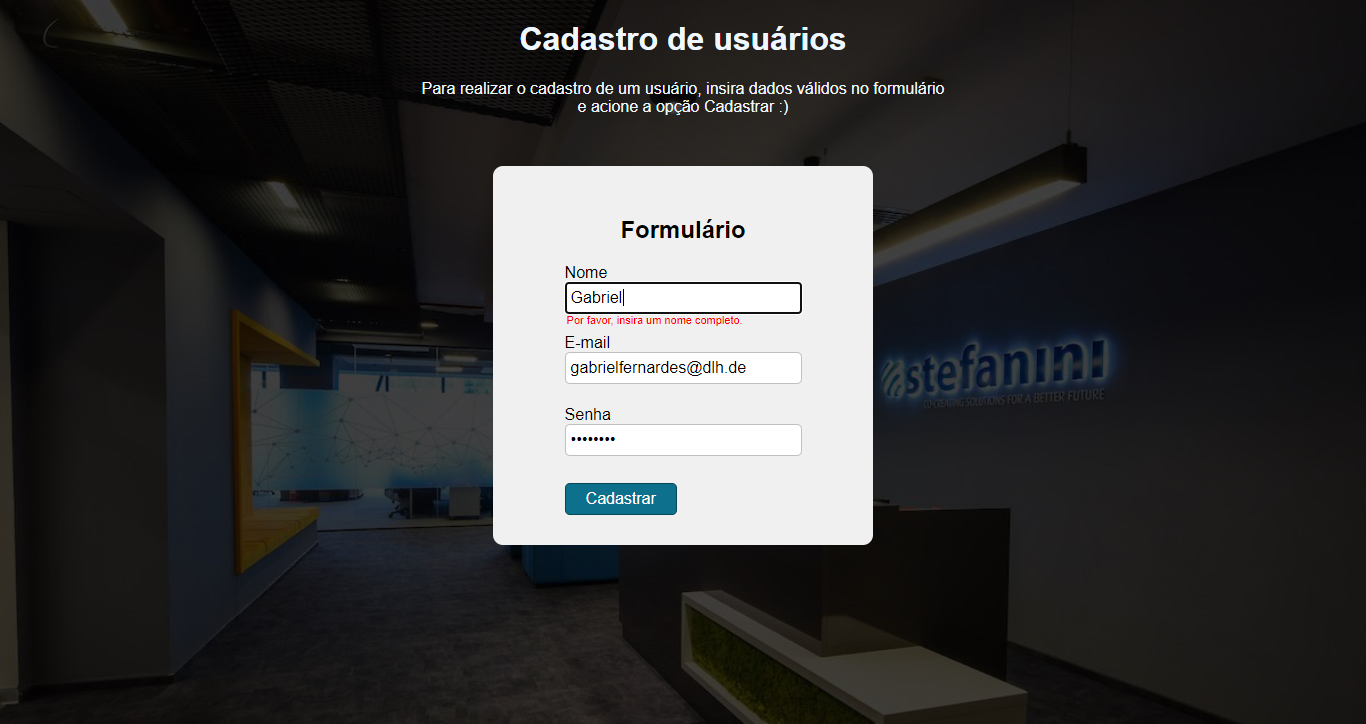 Cadastro de usuários
Para realizar o cadastro de um usuário, insira dados válidos no formulário
e acione a opção Cadastrar :)
Formulário
Nome
Gabriel
Por favor, insira um nome completo.
E-mail
gabrielfernardes@dlh.de
Senha
••••••••
Cadastrar
stefanini
CO-CREATING SOLUTIONS FOR A BETTER FUTURE